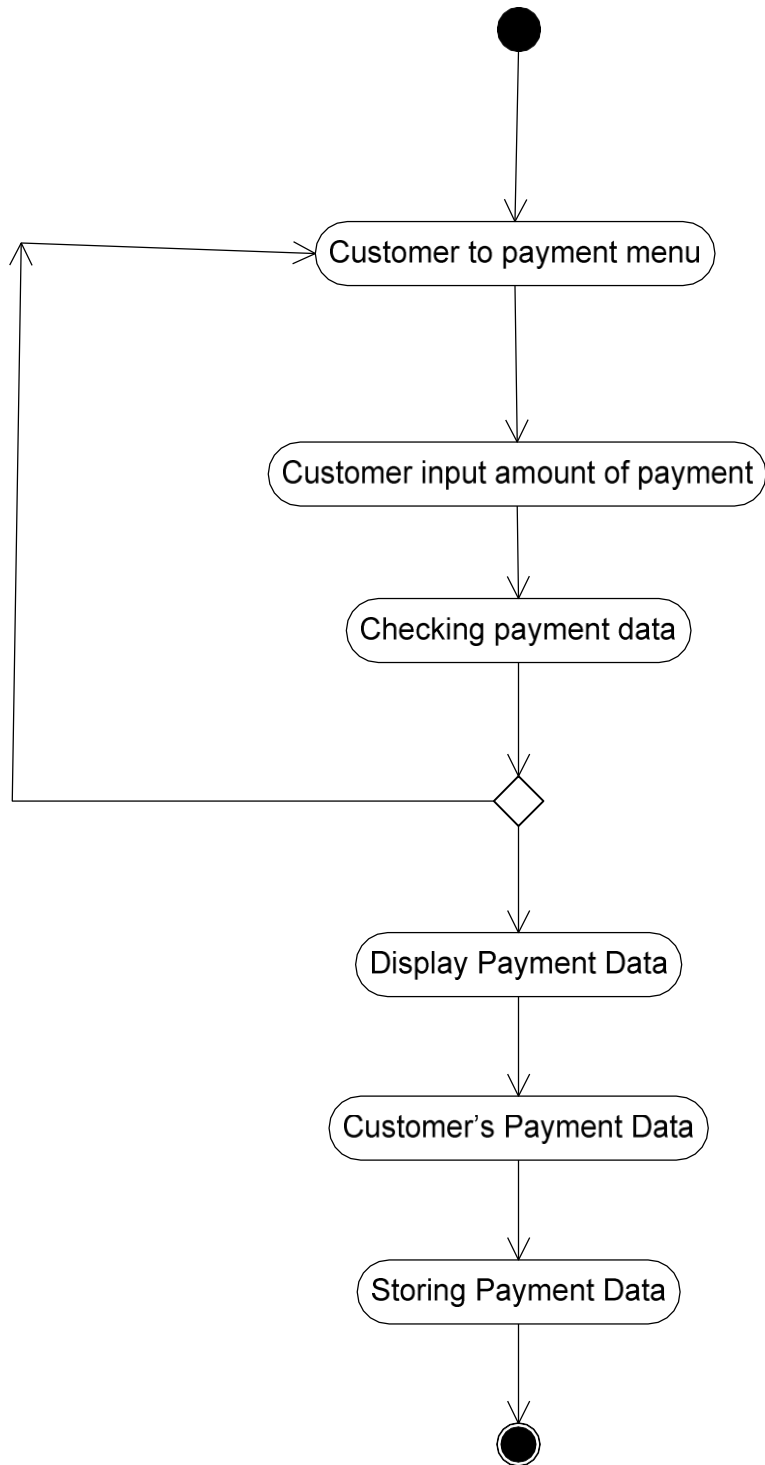 Customer to payment menu
Customer input amount of payment
Checking payment data
Display Payment Data
Customer’s Payment Data
Storing Payment Data